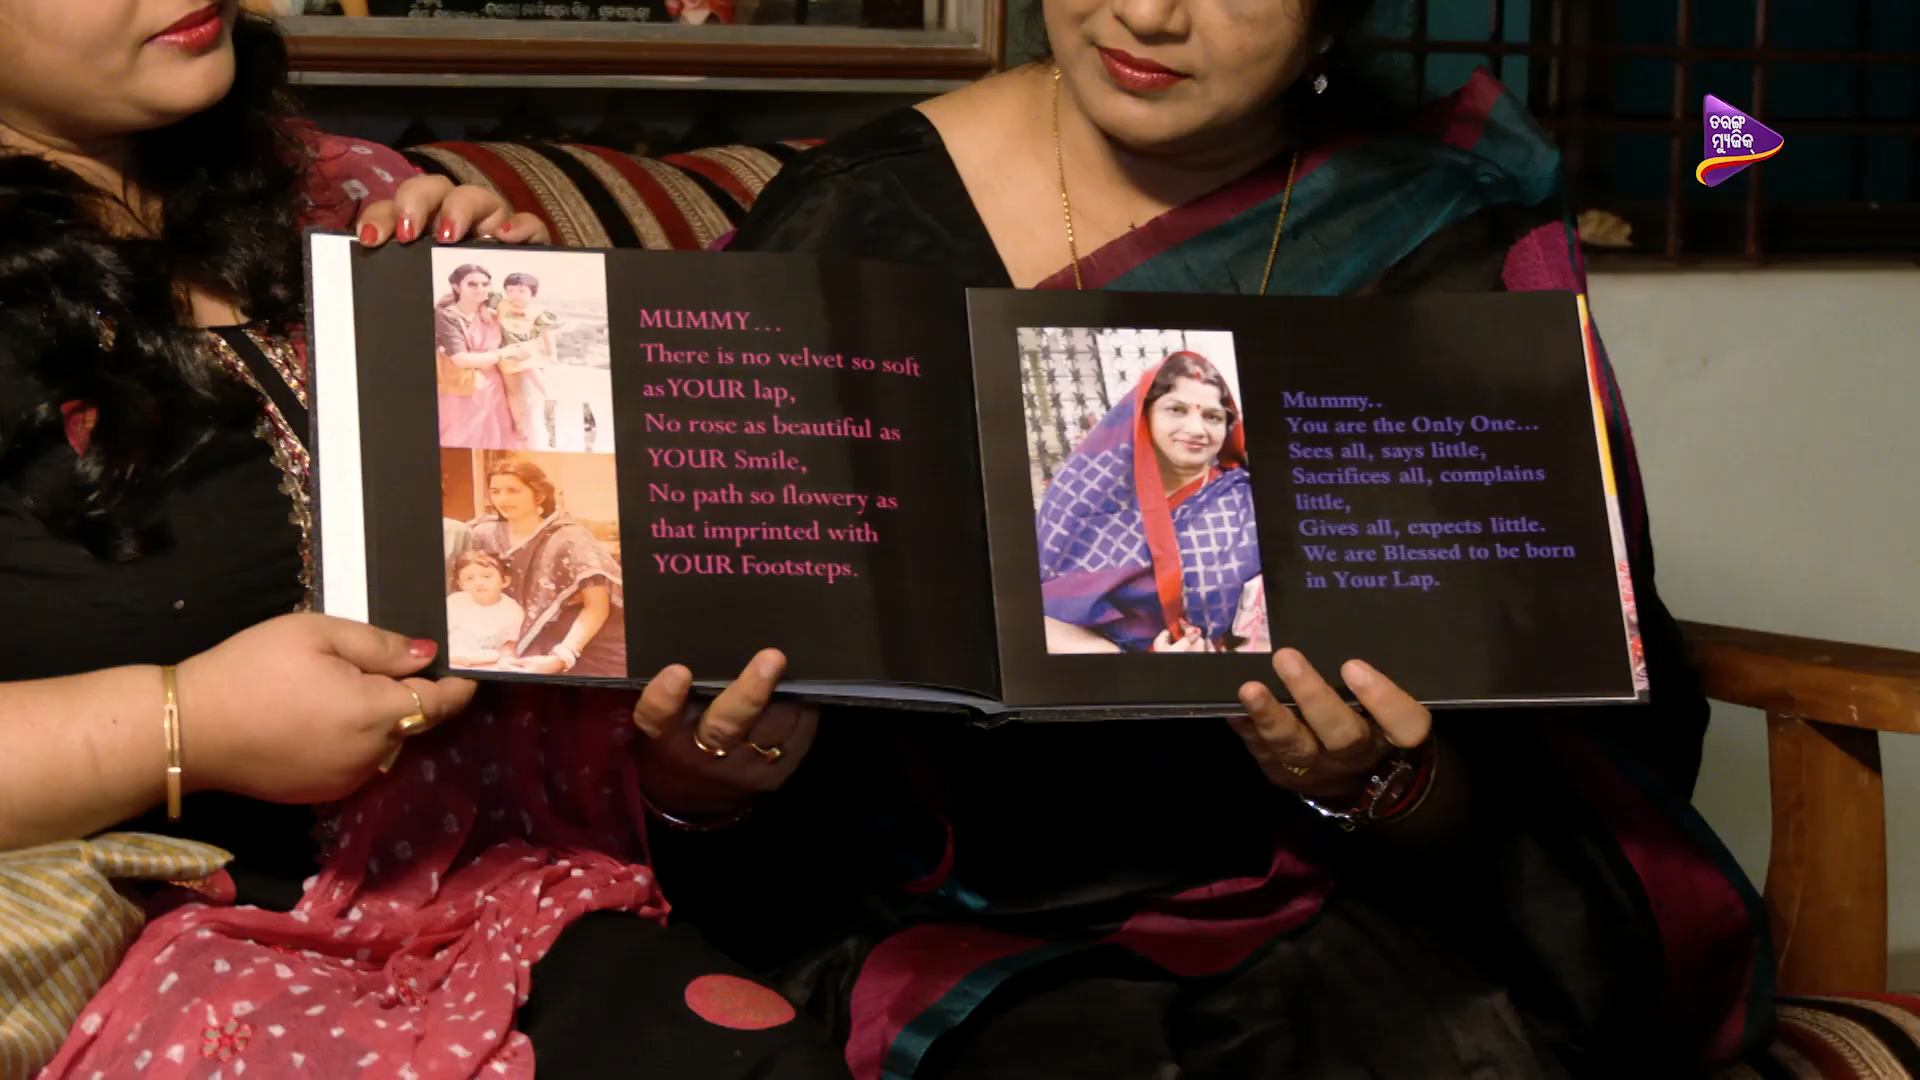 ତରଙ୍ଗ
ମ୍ୟୁଜିକ୍
MUMMY...
There is no velvet so soft
as YOUR lap,
No rose as beautiful as
YOUR Smile,
No path so flowery as
that imprinted with
YOUR Footsteps.
Mummy..
You are the Only One...
Sees all, says little,
Sacrifices all, complains
little,
Gives all, expects little.
We are Blessed to be born
in Your Lap.